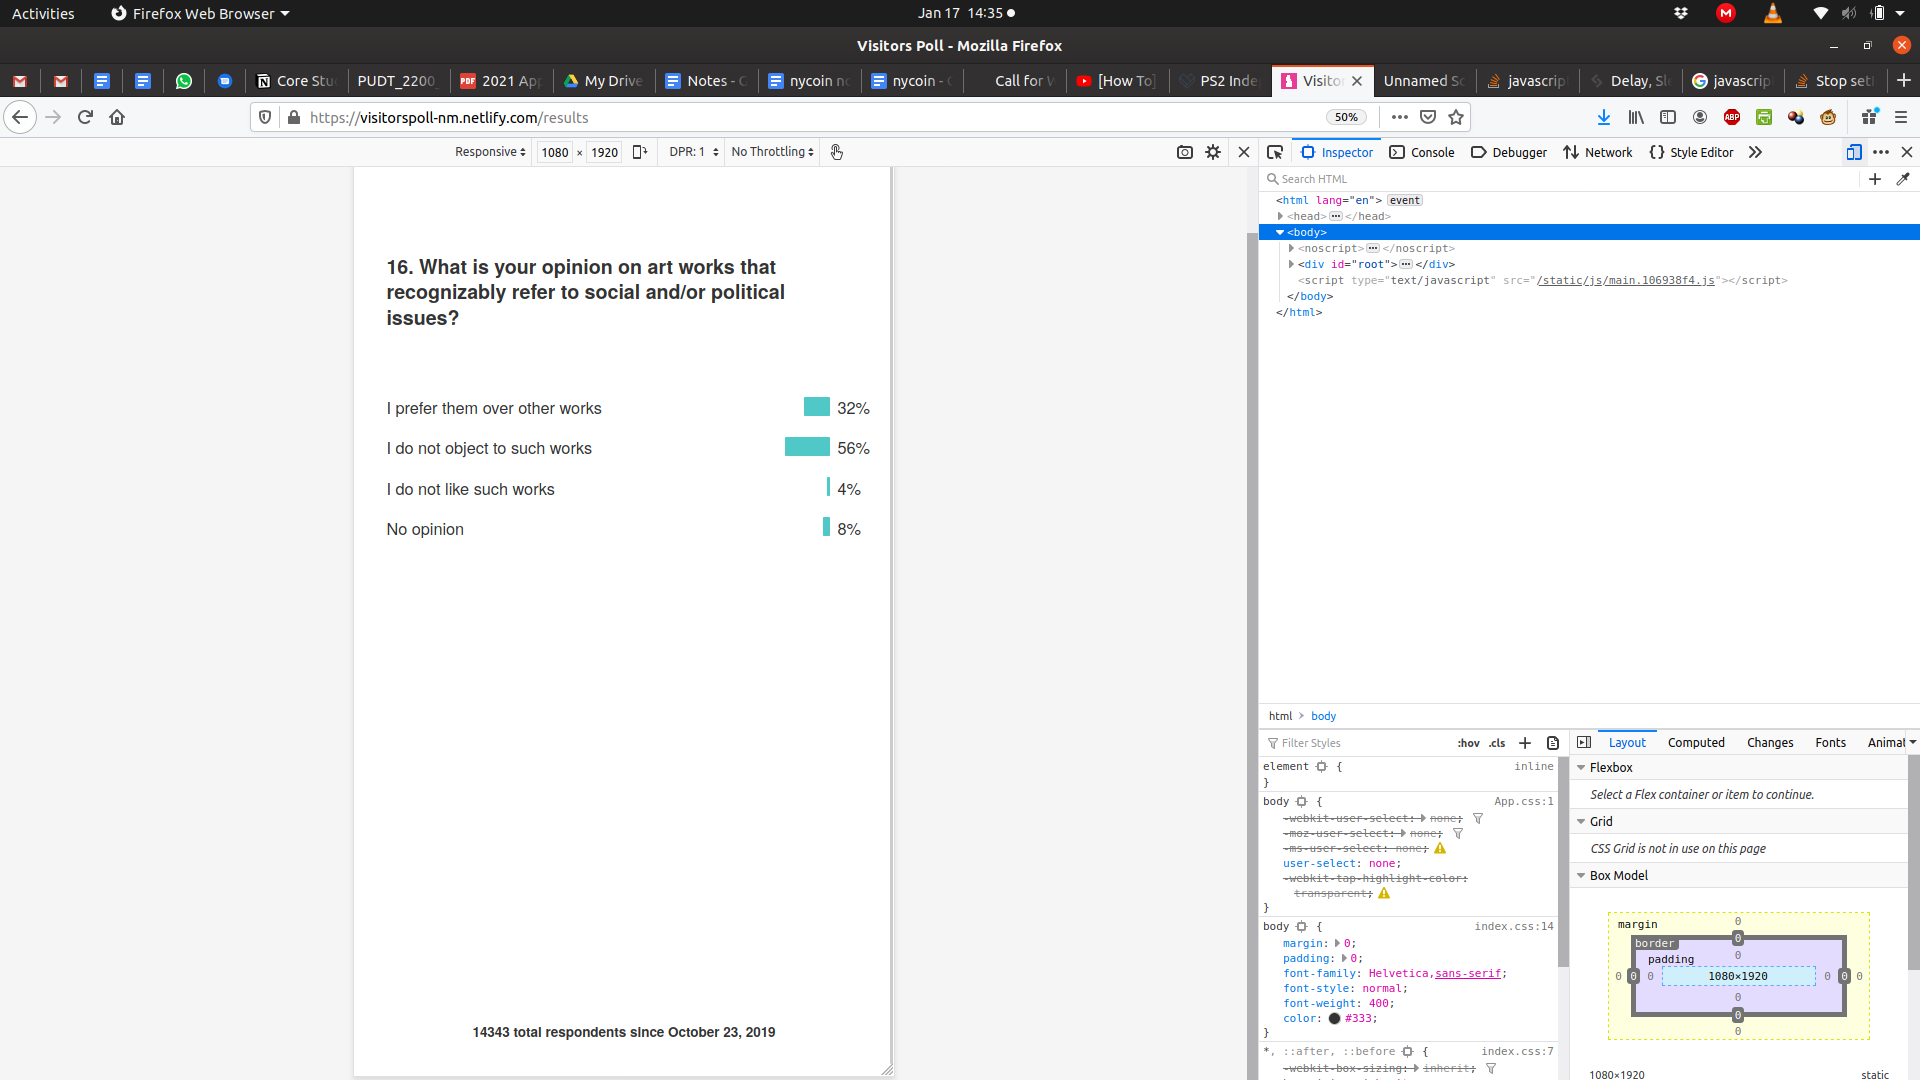 Activities
Firefox Web Browser
Jan 17 14:35
Visitors Poll - Mozilla Firefox
Core Stu
PUDT_2200
2021 Ap
My Drive
Notes - G
nycoin no
nycoin - G
Call for W
[How To]
PS2 Inde
Visitor
Unnamed Sc
javascrip
Delay, Sle
javascrip
Stop seti
https://visitorspoll-nm.netlify.com/results
50%
Responsive
1080 × 1920
DPR: 1
No Throttling
Inspector
Console
Debugger
Network
Style Editor
Search HTML
<html lang="en"> event
<head> </head>
<body>
<noscript> </noscript>
<div id="root"> </div>
<script type="text/javascript" src="/static/js/main.106938f4.js"></script>
</body>
</html>
16. What is your opinion on art works that
recognizably refer to social and/or political
issues?
I prefer them over other works 32%
I do not object to such works 56%
I do not like such works 4%
No opinion 8%
14343 total respondents since October 23, 2019
html > body
Filter Styles
:hov .cls
element { inline
}
body { App.css:1
-webkit-user-select: none;
-moz-user-select: none;
-ms-user-select: none;
user-select: none;
-webkit-tap-highlight-color:
transparent;
}
body { index.css:14
margin: 0;
padding: 0;
font-family: Helvetica,sans-serif;
font-style: normal;
font-weight: 400;
color: #333;
}
*, ::after, ::before { index.css:7
-webkit-box-sizing: inherit;
Layout
Computed
Changes
Fonts
Animat
Flexbox
Select a Flex container or item to continue.
Grid
CSS Grid is not in use on this page
Box Model
margin 0
border 0
padding 0
0 0 0 1080×1920 0 0 0
0
0
0
1080×1920 static